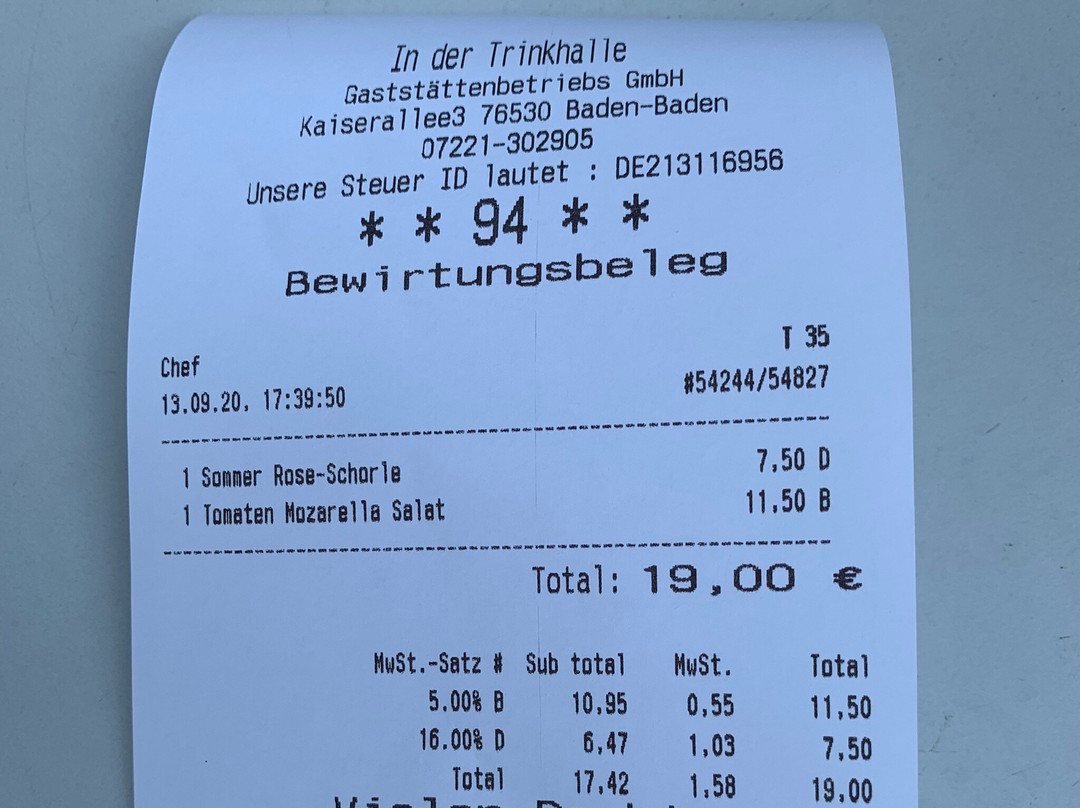 In der Trinkhalle
Gaststättenbetriebs GmbH
Kaiserallee3 76530 Baden-Baden
07221-302905
Unsere Steuer ID lautet : DE213116956
* * 94 * *
Bewirtungsbeleg
T 35
Chef
#54244/54827
13.09.20, 17:39:50
1 Sommer Rose-Schorle 7,50 D
1 Tomaten Mozarella Salat 11,50 B
Total: 19,00 €
MwSt.-Satz # Sub total MwSt. Total
5.00% B 10,95 0,55 11,50
16.00% D 6,47 1,03 7,50
Total 17,42 1,58 19,00